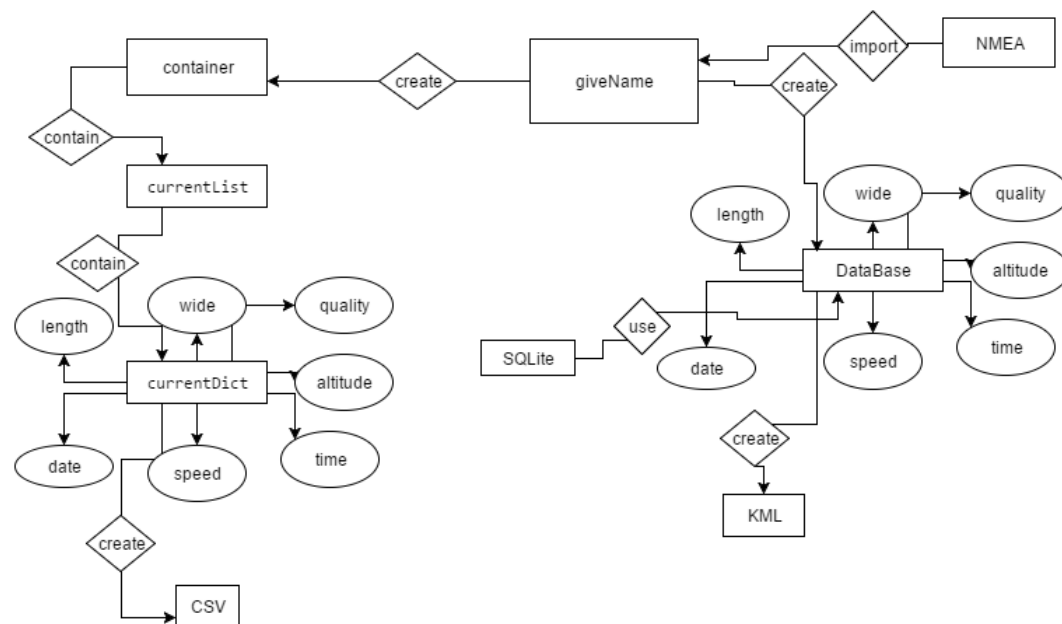 import
NMEA
container
create
giveName
create
contain
currentList
wide
quality
length
contain
DataBase
altitude
wide
quality
length
use
time
SQLite
date
speed
currentDict
altitude
create
date
speed
time
KML
create
CSV